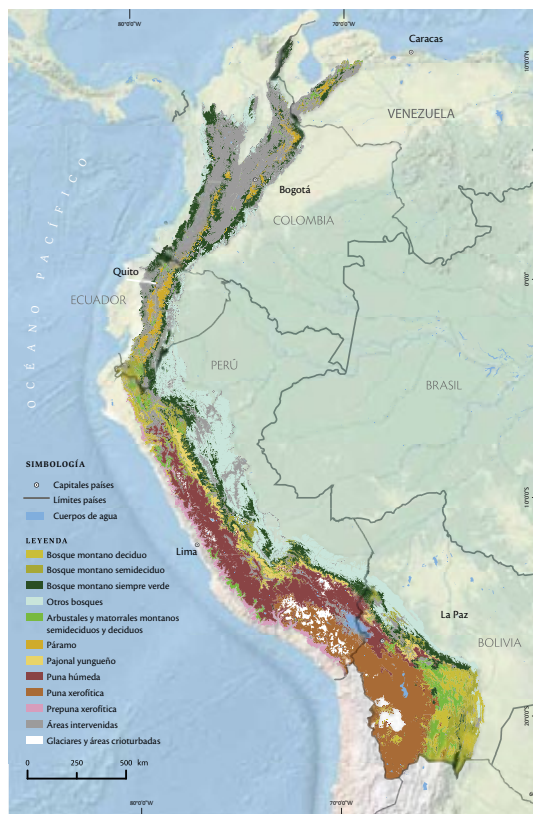 80°0'0"W
70°0'0"W
Caracas
10°0'0"N
VENEZUELA
Bogotá
COLOMBIA
OCÉANO PACÍFICO
Quito
0°0'0"
ECUADOR
PERÚ
BRASIL
SIMBOLOGÍA
Capitales países
Límites países
Cuerpos de agua
10°0'0"S
LEYENDA
Bosque montano deciduo
Bosque montano semideciduo
Bosque montano siempre verde
Otros bosques
Arbustales y matorrales montanos
semideciduos y deciduos
Páramo
Pajonal yungueño
Puna húmeda
Puna xerofítica
Prepuna xerofítica
Áreas intervenidas
Glaciares y áreas crioturbadas
Lima
La Paz
BOLIVIA
20°0'0"S
0 250 500 km
80°0'0"W
70°0'0"W